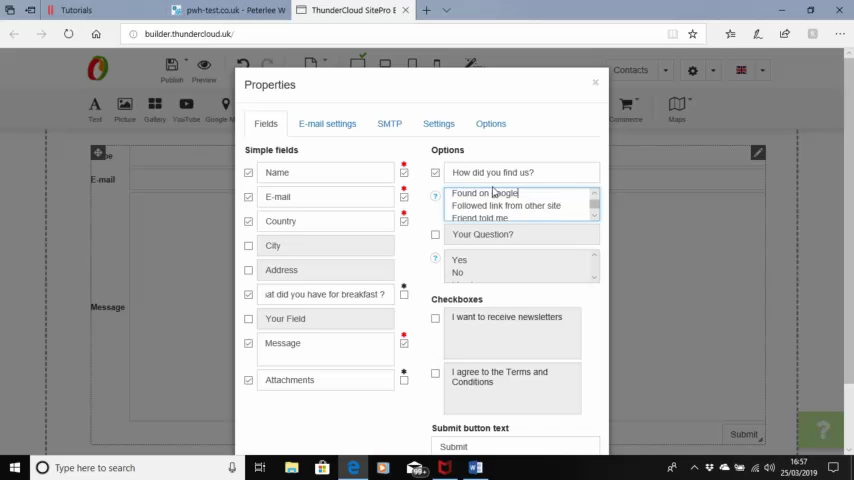 Tutorials
pwh-test.co.uk - Peterlee W
ThunderCloud SitePro B
builder.thundercloud.uk/
Publish
Preview
Contacts
Text
Picture
Gallery
YouTube
Google M
Maps
Properties
Fields
E-mail settings
SMTP
Settings
Options
Simple fields
Name
E-mail
Country
City
Address
at did you have for breakfast ?
Your Field
Message
Attachments
Options
How did you find us?
Found on Google
Followed link from other site
Friend told me
Your Question?
Yes
No
Checkboxes
I want to receive newsletters
I agree to the Terms and
Conditions
Submit button text
Submit
E-mail
Message
Submit
?
Type here to search
99+
16:57
25/03/2019